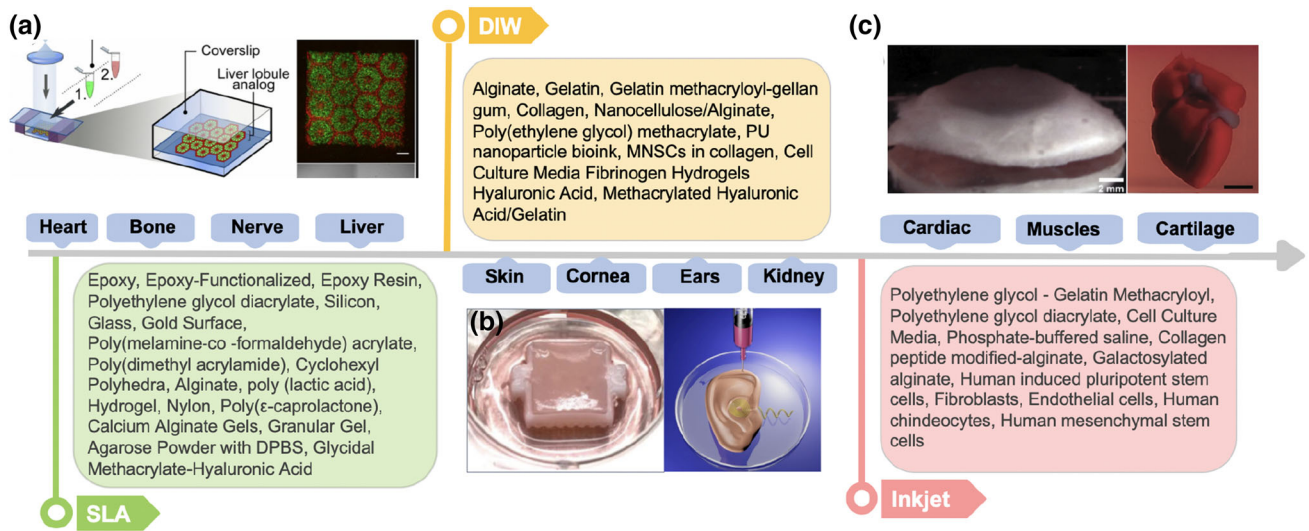 (a)
Coverslip
Liver lobule
analog
1.
2.
Heart
Bone
Nerve
Liver
Epoxy, Epoxy-Functionalized, Epoxy Resin,
Polyethylene glycol diacrylate, Silicon,
Glass, Gold Surface,
Poly(melamine-co -formaldehyde) acrylate,
Poly(dimethyl acrylamide), Cyclohexyl
Polyhedra, Alginate, poly (lactic acid),
Hydrogel, Nylon, Poly(ε-caprolactone),
Calcium Alginate Gels, Granular Gel,
Agarose Powder with DPBS, Glycidal
Methacrylate-Hyaluronic Acid
SLA
DIW
Alginate, Gelatin, Gelatin methacryloyl-gellan
gum, Collagen, Nanocellulose/Alginate,
Poly(ethylene glycol) methacrylate, PU
nanoparticle bioink, MNSCs in collagen, Cell
Culture Media Fibrinogen Hydrogels
Hyaluronic Acid, Methacrylated Hyaluronic
Acid/Gelatin
Skin
Cornea
Ears
Kidney
(b)
(c)
2 mm
Cardiac
Muscles
Cartilage
Polyethylene glycol - Gelatin Methacryloyl,
Polyethylene glycol diacrylate, Cell Culture
Media, Phosphate-buffered saline, Collagen
peptide modified-alginate, Galactosylated
alginate, Human induced pluripotent stem
cells, Fibroblasts, Endothelial cells, Human
chindeocytes, Human mesenchymal stem
cells
Inkjet